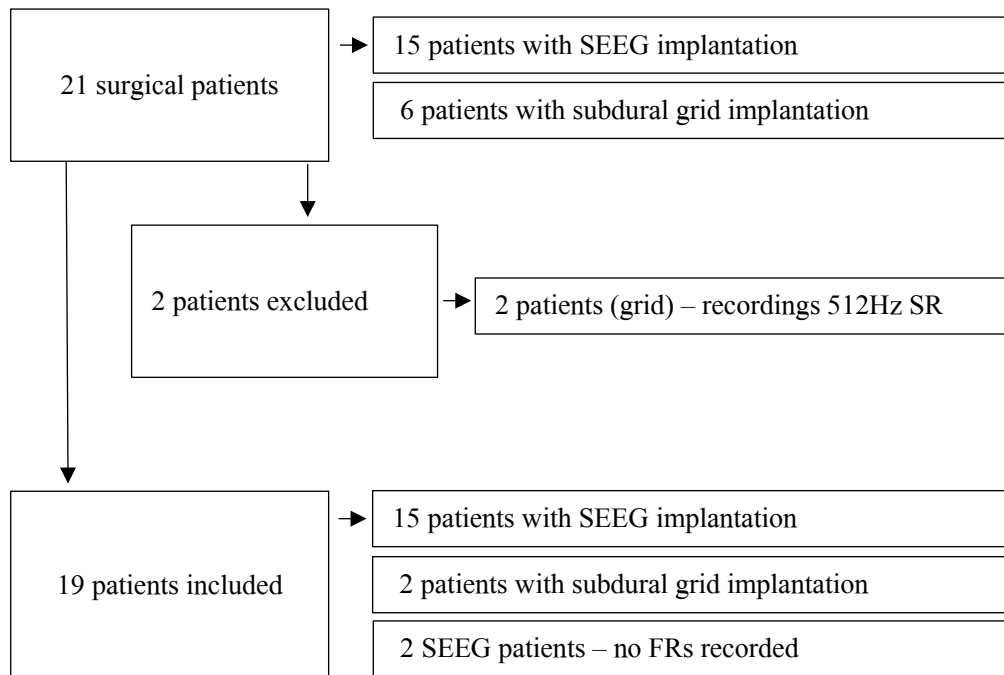 21 surgical patients
15 patients with SEEG implantation
6 patients with subdural grid implantation
2 patients excluded
2 patients (grid) – recordings 512Hz SR
19 patients included
15 patients with SEEG implantation
2 patients with subdural grid implantation
2 SEEG patients – no FRs recorded